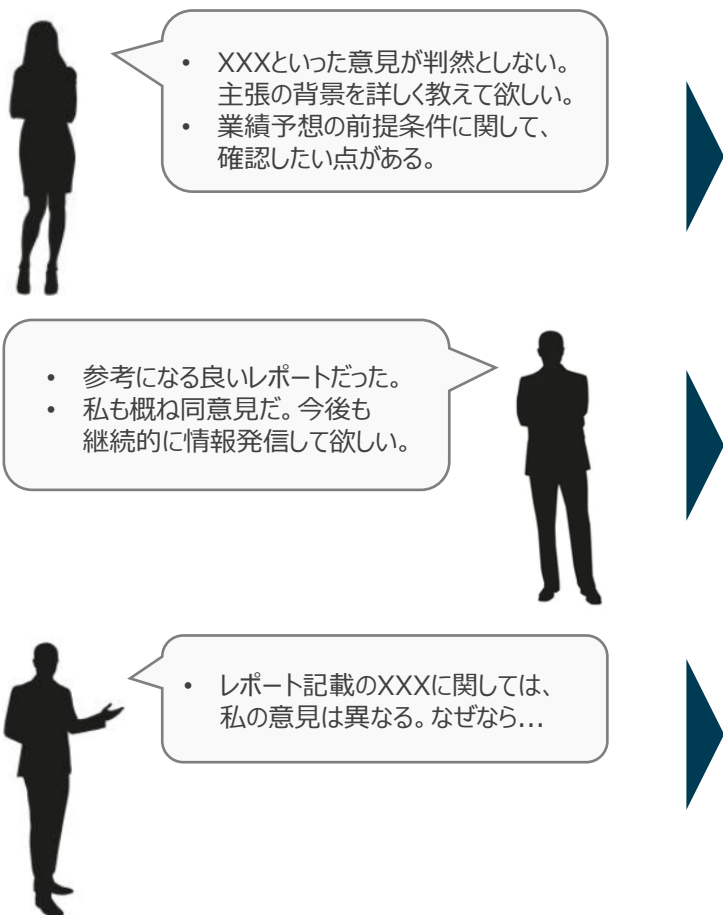 • XXXといった意見が判然としない。
主張の背景を詳しく教えて欲しい。
• 業績予想の前提条件に関して、
確認したい点がある。
• 参考になる良いレポートだった。
• 私も概ね同意見だ。今後も
継続的に情報発信して欲しい。
• レポート記載のXXXに関しては、
私の意見は異なる。なぜなら…